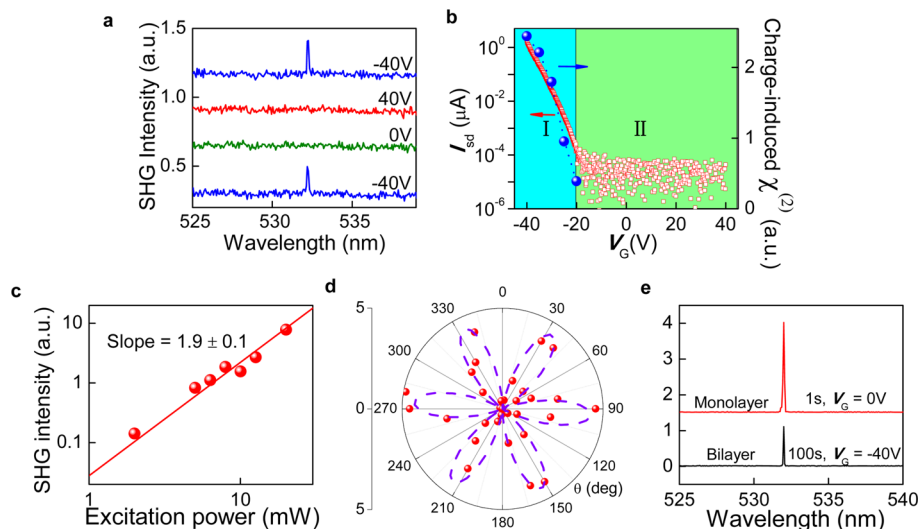 a
SHG Intensity (a.u.)
1.5
1.0
0.5
-40V
40V
0V
-40V
525 530 535
Wavelength (nm)
b
I_sd (μA)
10^0
10^-2
10^-4
10^-6
I
II
2
1
0
Charge-induced χ^(2) (a.u.)
-40 -20 0 20 40
V_G(V)
c
SHG intensity (a.u.)
10
1
0.1
Slope = 1.9 ± 0.1
1 10
Excitation power (mW)
d
5
0
5
0
30
60
90
120
150
180
210
240
270
300
330
θ (deg)
e
4
3
2
1
0
Monolayer 1s, V_G = 0V
Bilayer 100s, V_G = -40V
525 530 535 540
Wavelength (nm)